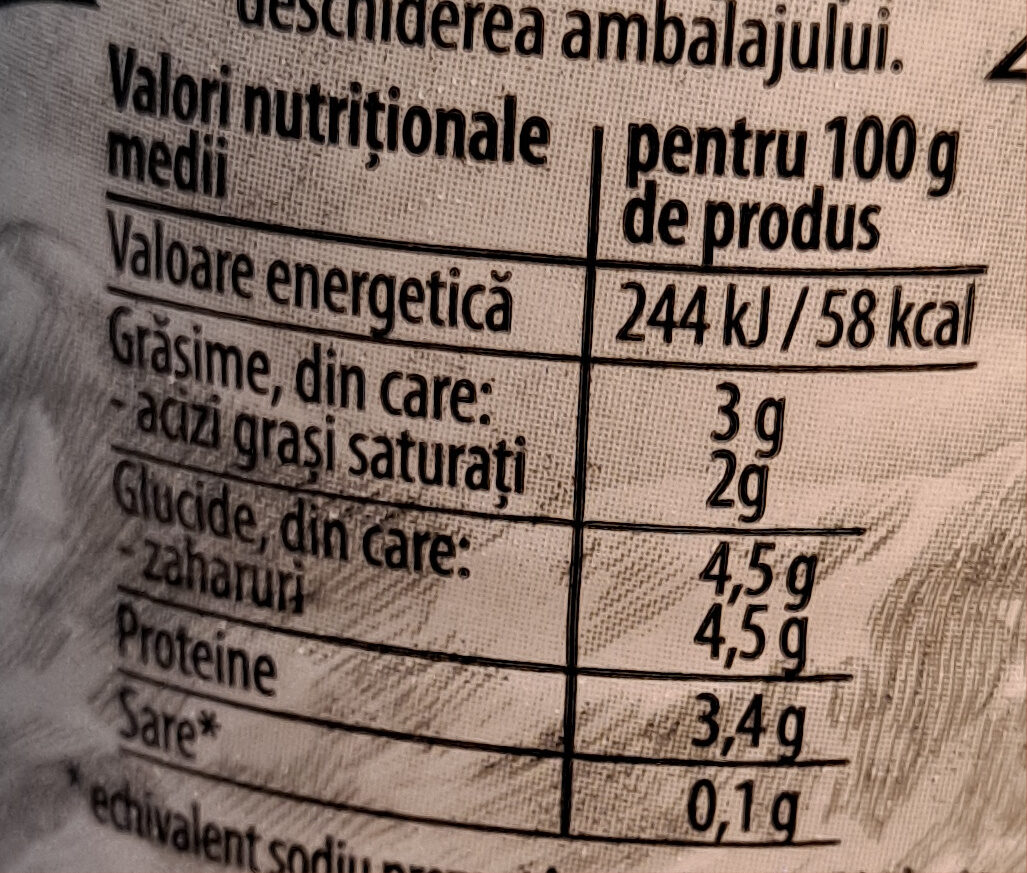 deschiderea ambalajului.
Valori nutriționale medii
pentru 100 g de produs
Valoare energetică 244 kJ / 58 kcal
Grăsime, din care: 3 g
- acizi grași saturați 2g
Glucide, din care: 4,5 g
- zaharuri 4,5 g
Proteine 3,4 g
Sare* 0,1 g
* echivalent sodiu